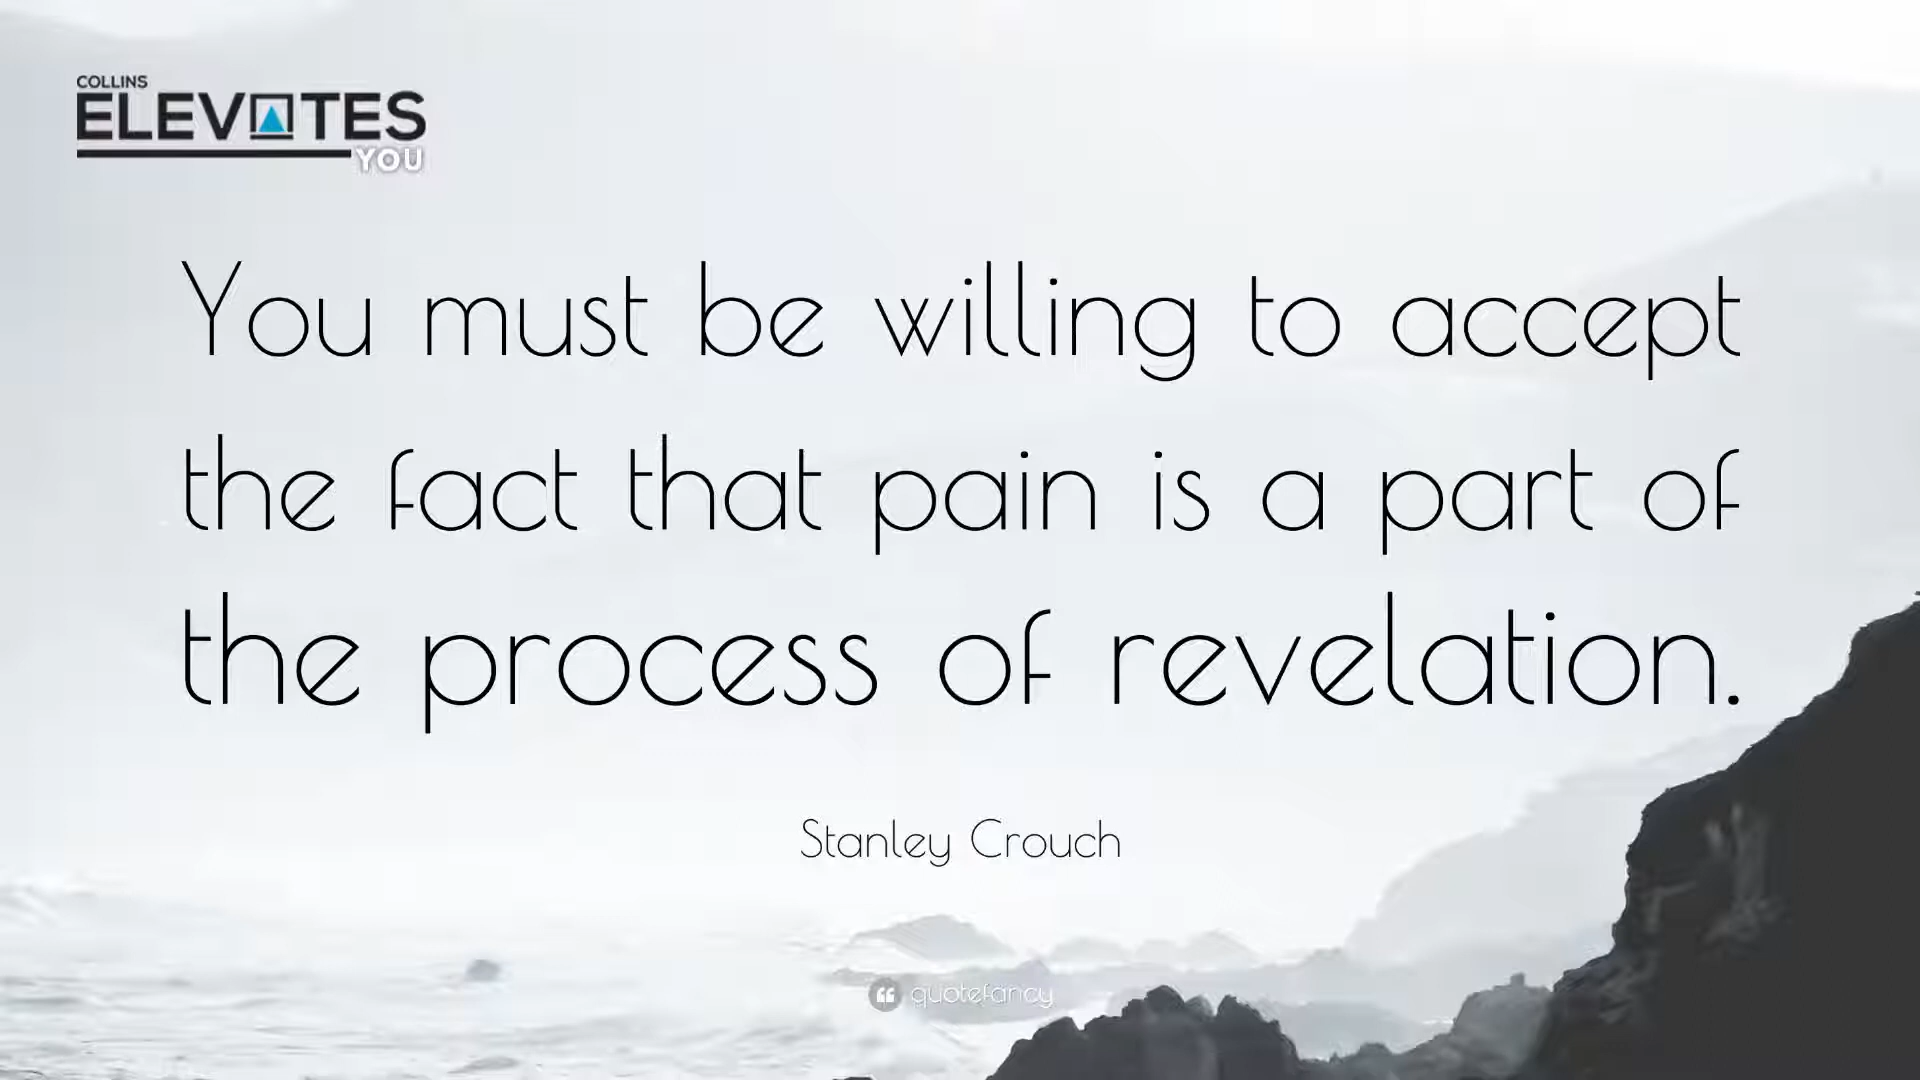 COLLINS
ELEVATES
YOU
You must be willing to accept
the fact that pain is a part of
the process of revelation.
Stanley Crouch
quotefancy